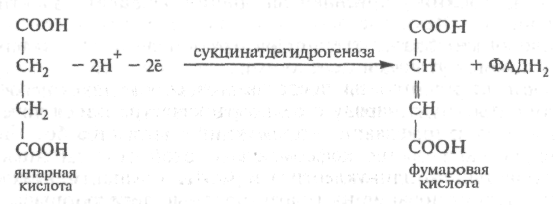 COOH
CH₂ − 2H⁺ − 2ē
CH₂
COOH
янтарная
кислота
сукцинатдегидрогеназа
COOH
CH
CH
COOH
фумаровая
кислота
+ ФАДН₂